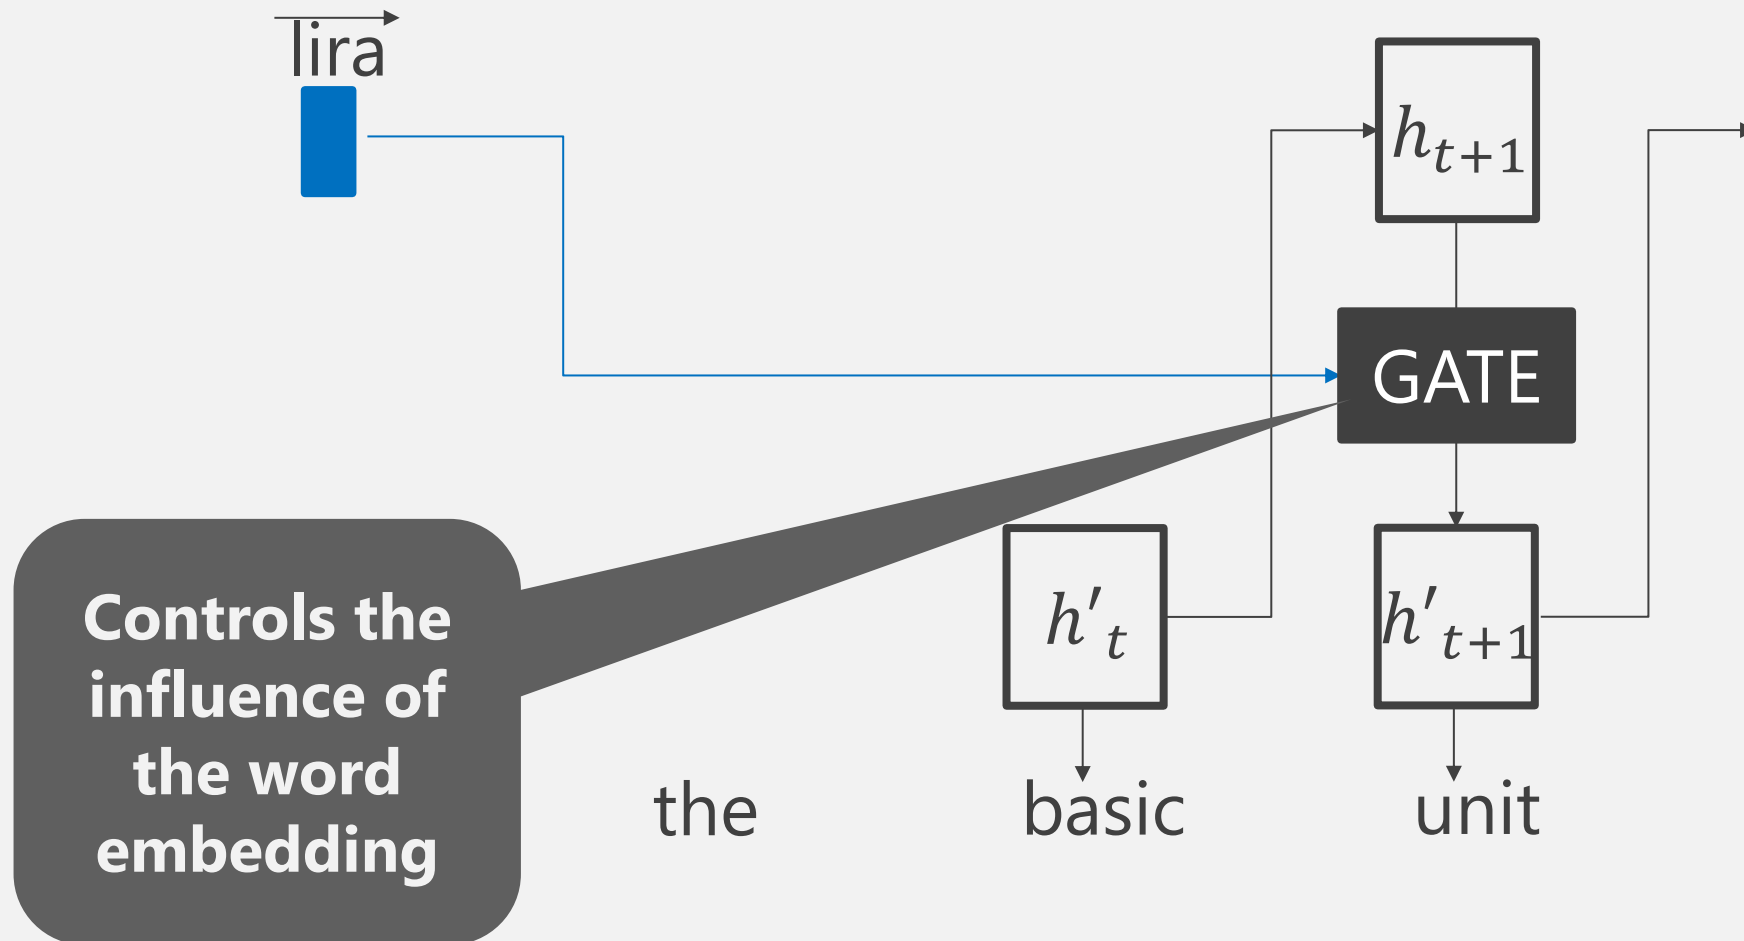 lira
h_{t+1}
GATE
Controls the
influence of
the word
embedding
h'_t
h'_{t+1}
the basic unit